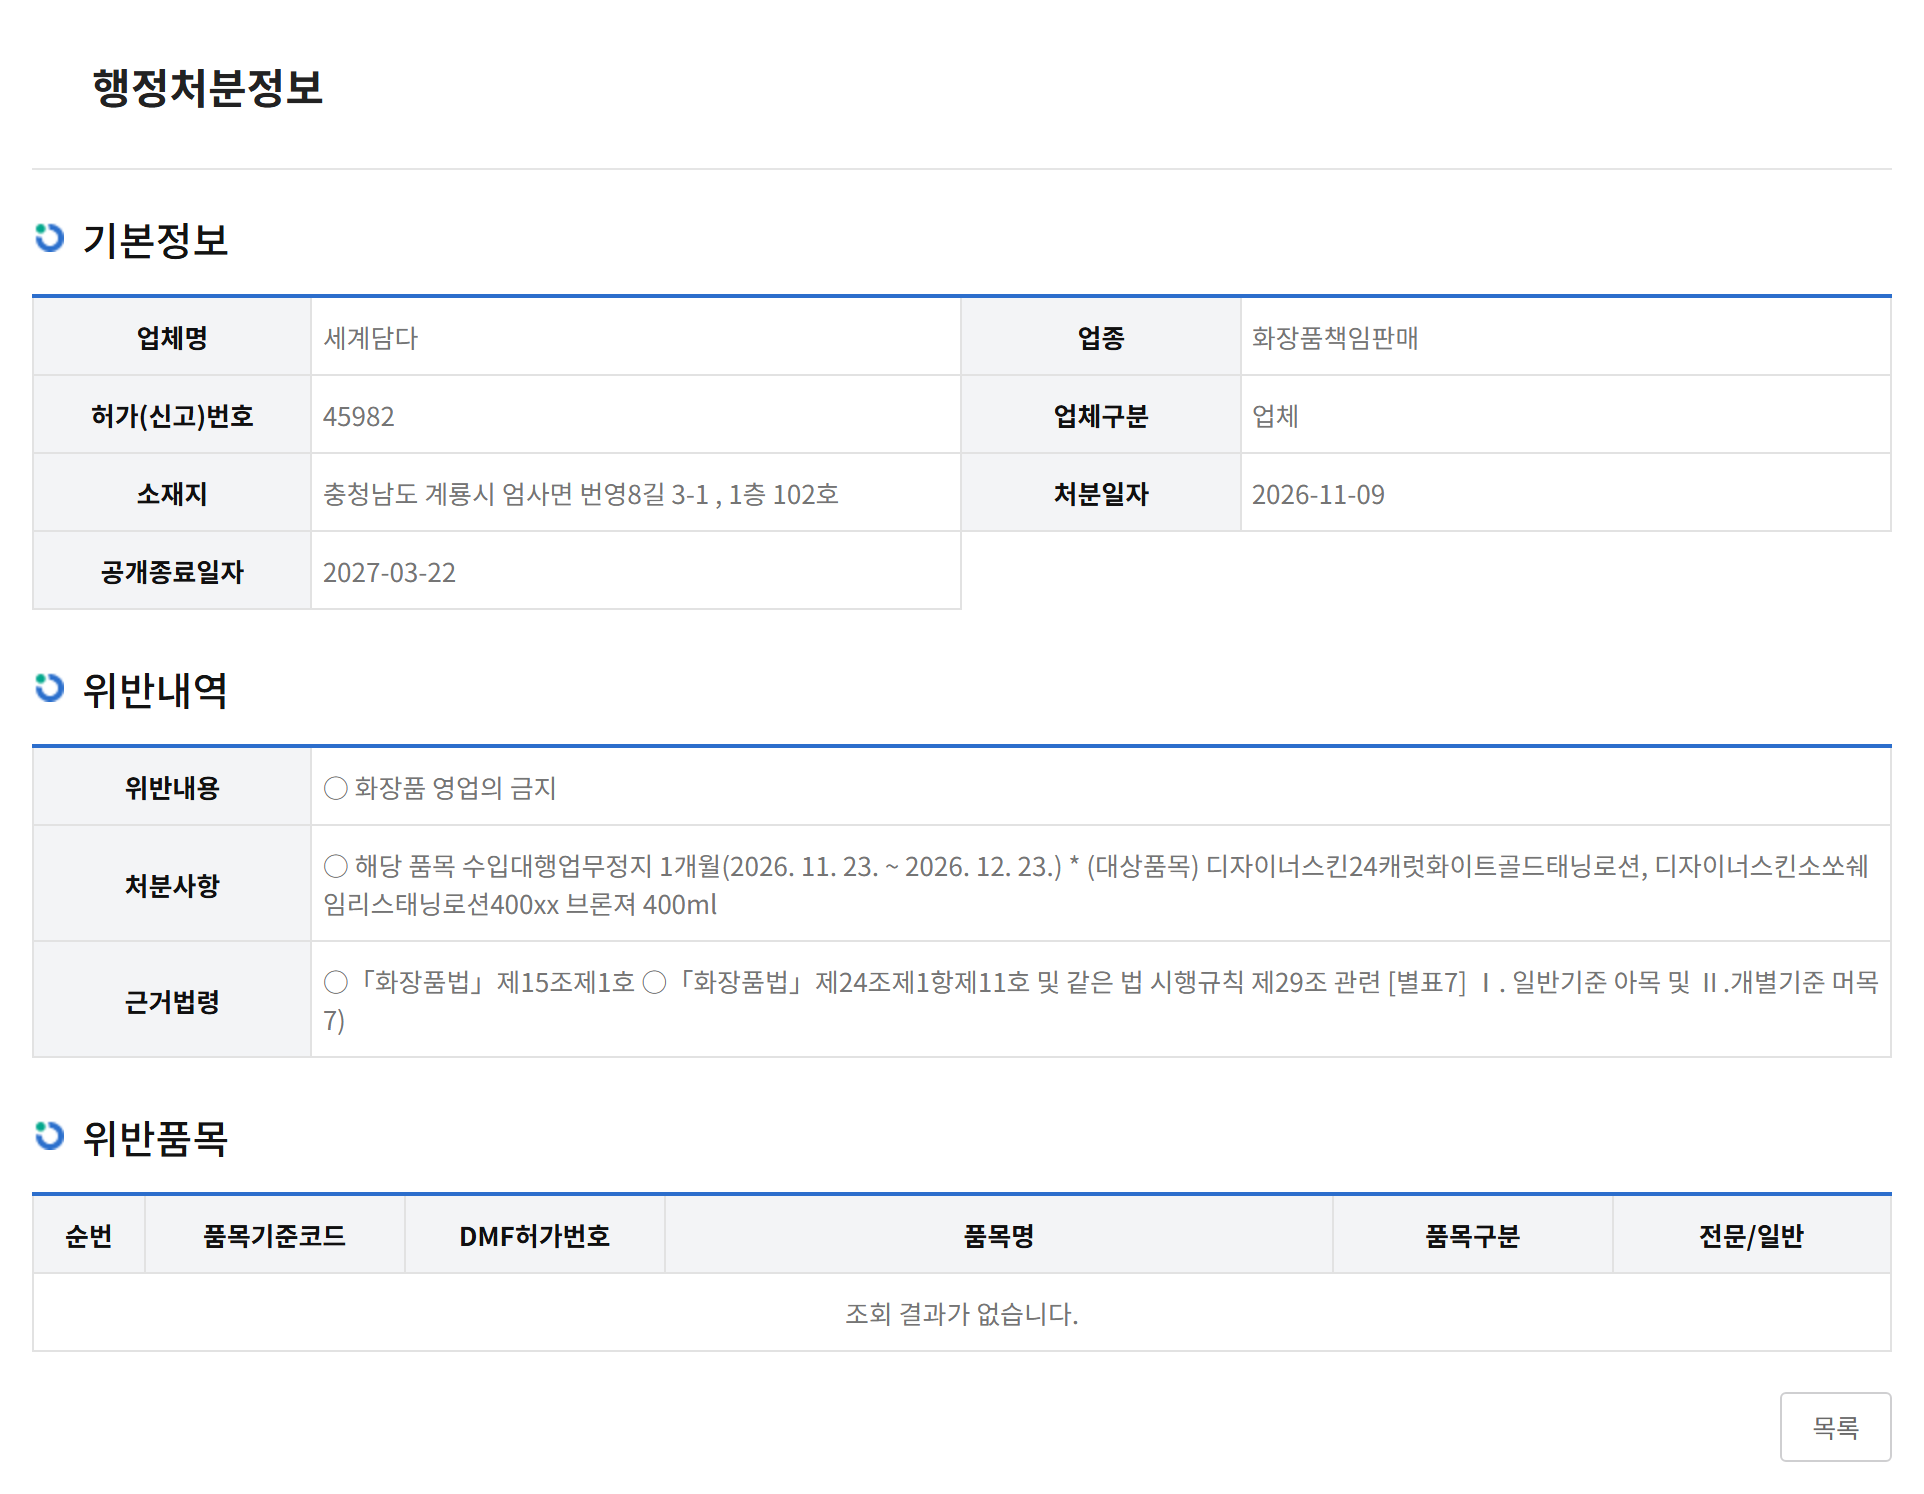 행정처분정보
기본정보
업체명 세계담다 업종 화장품책임판매
허가(신고)번호 45982 업체구분 업체
소재지 충청남도 계룡시 엄사면 번영8길 3-1 , 1층 102호 처분일자 2026-11-09
공개종료일자 2027-03-22
위반내역
위반내용 ○ 화장품 영업의 금지
처분사항 ○ 해당 품목 수입대행업무정지 1개월(2026. 11. 23. ~ 2026. 12. 23.) * (대상품목) 디자이너스킨24캐럿화이트골드태닝로션, 디자이너스킨소쏘쉐
임리스태닝로션400xx 브론져 400ml
근거법령 ○「화장품법」제15조제1호 ○「화장품법」제24조제1항제11호 및 같은 법 시행규칙 제29조 관련 [별표7] Ⅰ. 일반기준 아목 및 Ⅱ.개별기준 머목
7)
위반품목
순번 품목기준코드 DMF허가번호 품목명 품목구분 전문/일반
조회 결과가 없습니다.
목록